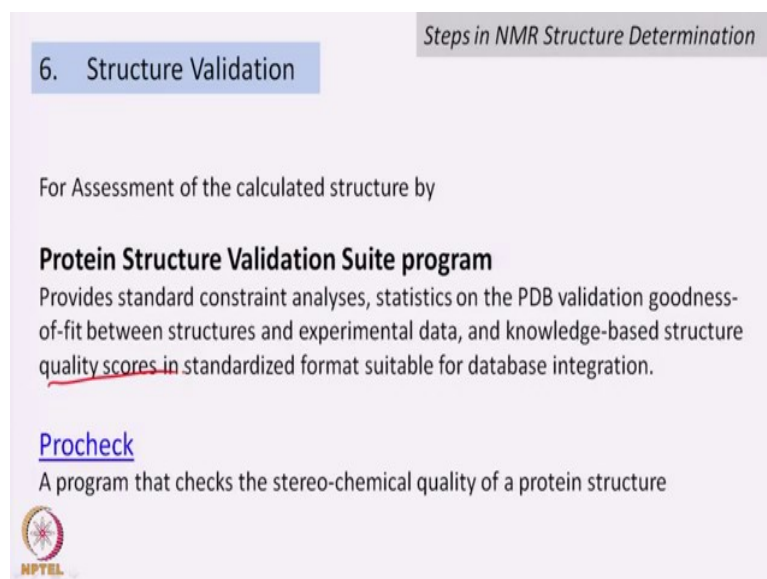 Steps in NMR Structure Determination
6. Structure Validation
For Assessment of the calculated structure by
Protein Structure Validation Suite program
Provides standard constraint analyses, statistics on the PDB validation goodness-
of-fit between structures and experimental data, and knowledge-based structure
quality scores in standardized format suitable for database integration.
Procheck
A program that checks the stereo-chemical quality of a protein structure
NPTEL